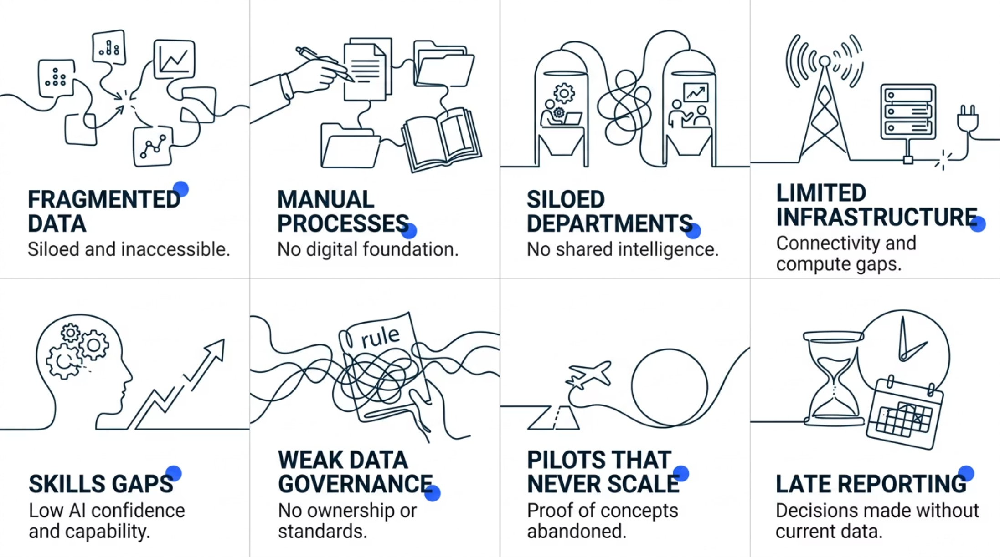 FRAGMENTED
DATA
Siloed and inaccessible.
MANUAL
PROCESSES
No digital foundation.
SILOED
DEPARTMENTS
No shared intelligence.
LIMITED
INFRASTRUCTURE
Connectivity and
compute gaps.
SKILLS GAPS
Low AI confidence
and capability.
rule
WEAK DATA
GOVERNANCE
No ownership or
standards.
PILOTS THAT
NEVER SCALE
Proof of concepts
abandoned.
LATE REPORTING
Decisions made without
current data.